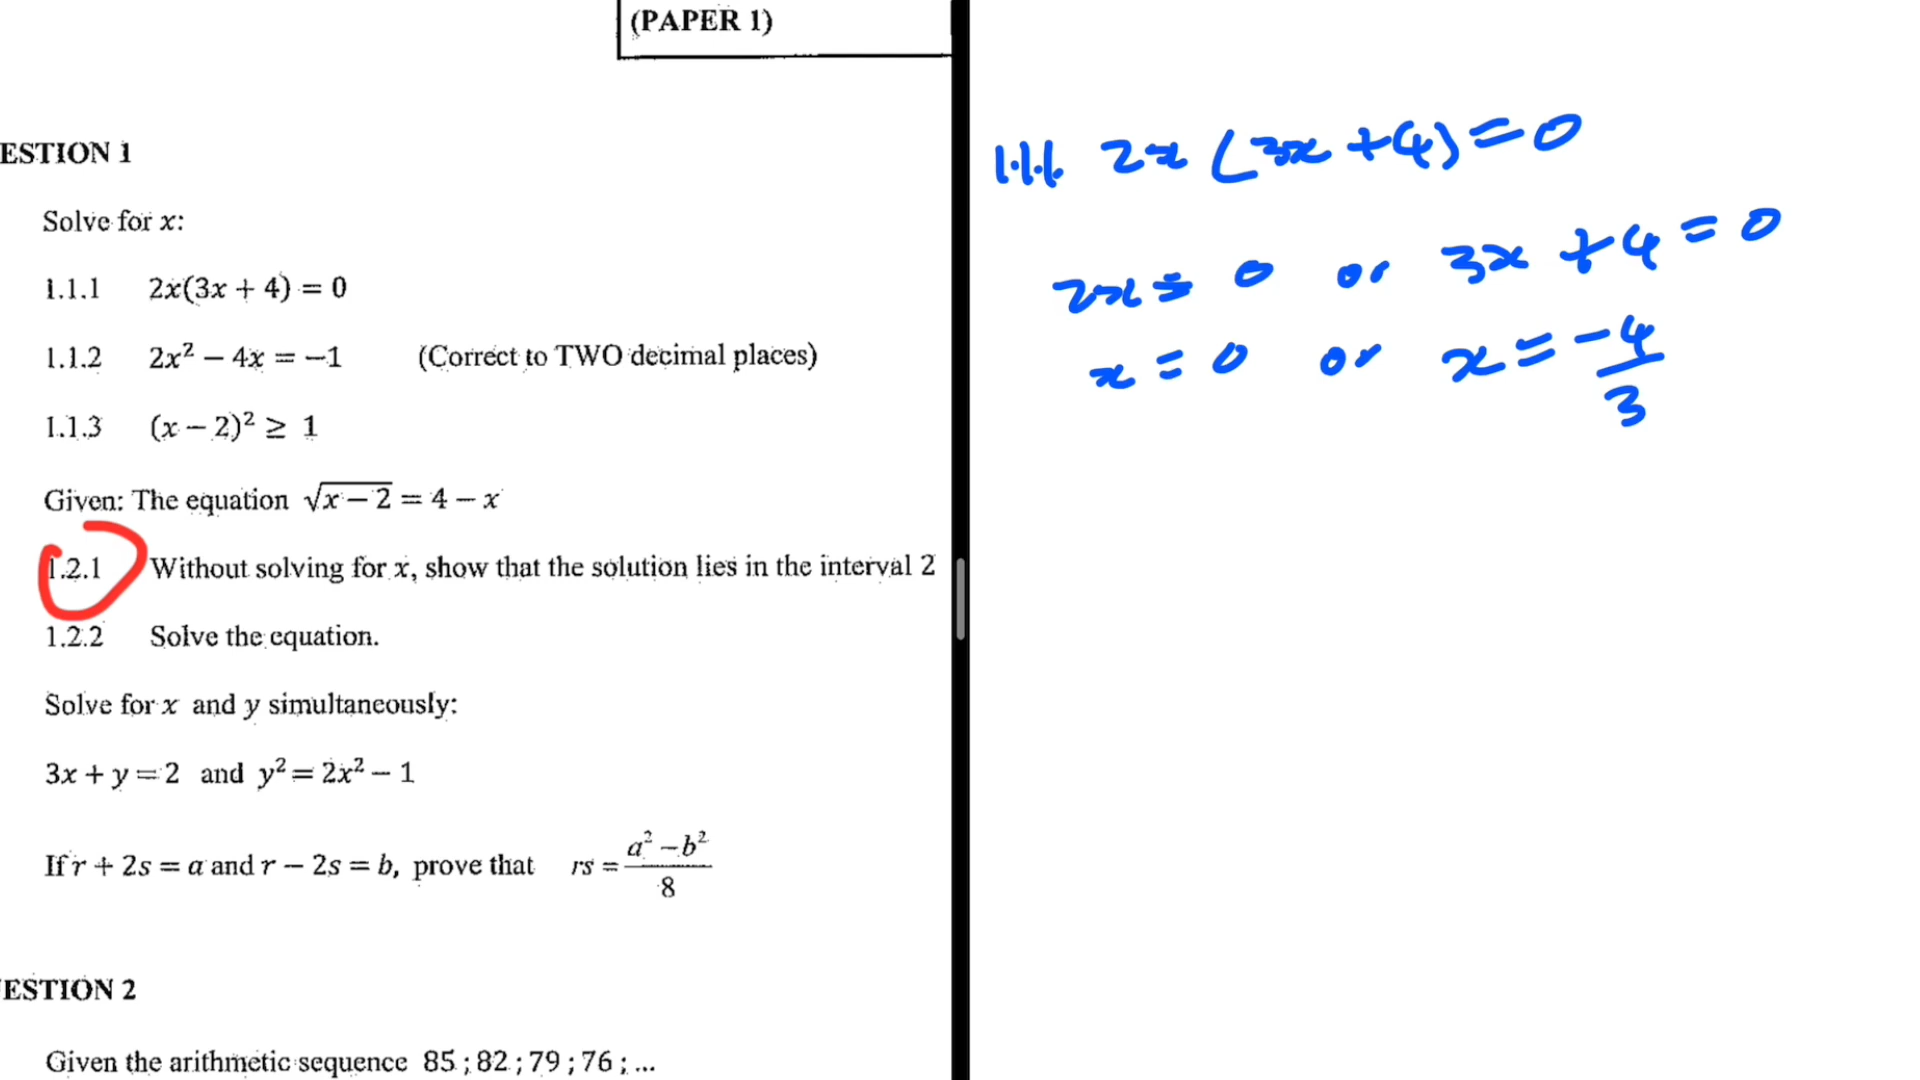 (PAPER 1)
ESTION 1
Solve for x:
1.1.1 2x(3x + 4) = 0
1.1.2 2x² – 4x = –1 (Correct to TWO decimal places)
1.1.3 (x – 2)² ≥ 1
Given: The equation √(x – 2) = 4 – x
1.2.1 Without solving for x, show that the solution lies in the interval 2
1.2.2 Solve the equation.
Solve for x and y simultaneously:
3x + y = 2 and y² = 2x² – 1
If r + 2s = a and r – 2s = b, prove that rs = (a² – b²)/8
ESTION 2
Given the arithmetic sequence 85 ; 82 ; 79 ; 76 ; ...
1.1.1. 2x (3x + 4) = 0
2x = 0 or 3x + 4 = 0
x = 0 or x = -4/3